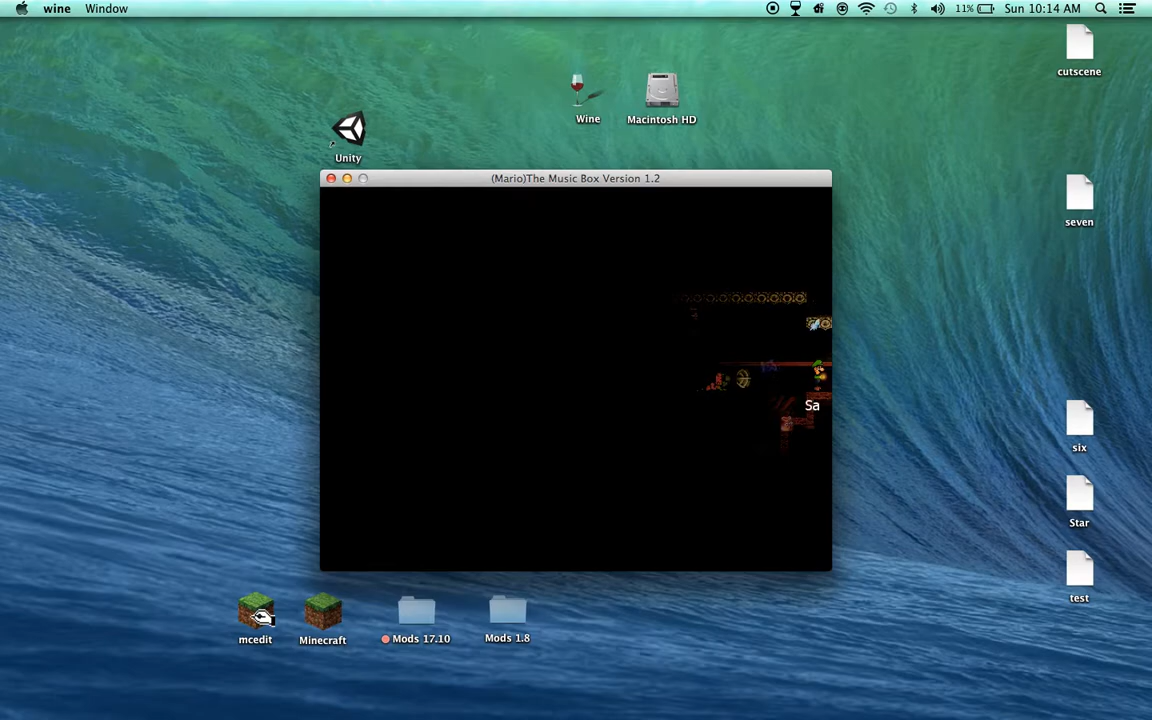 wine Window 11% Sun 10:14 AM
cutscene
Wine
Macintosh HD
Unity
(Mario)The Music Box Version 1.2
seven
Sa
six
Star
test
mcedit
Minecraft
Mods 17.10
Mods 1.8